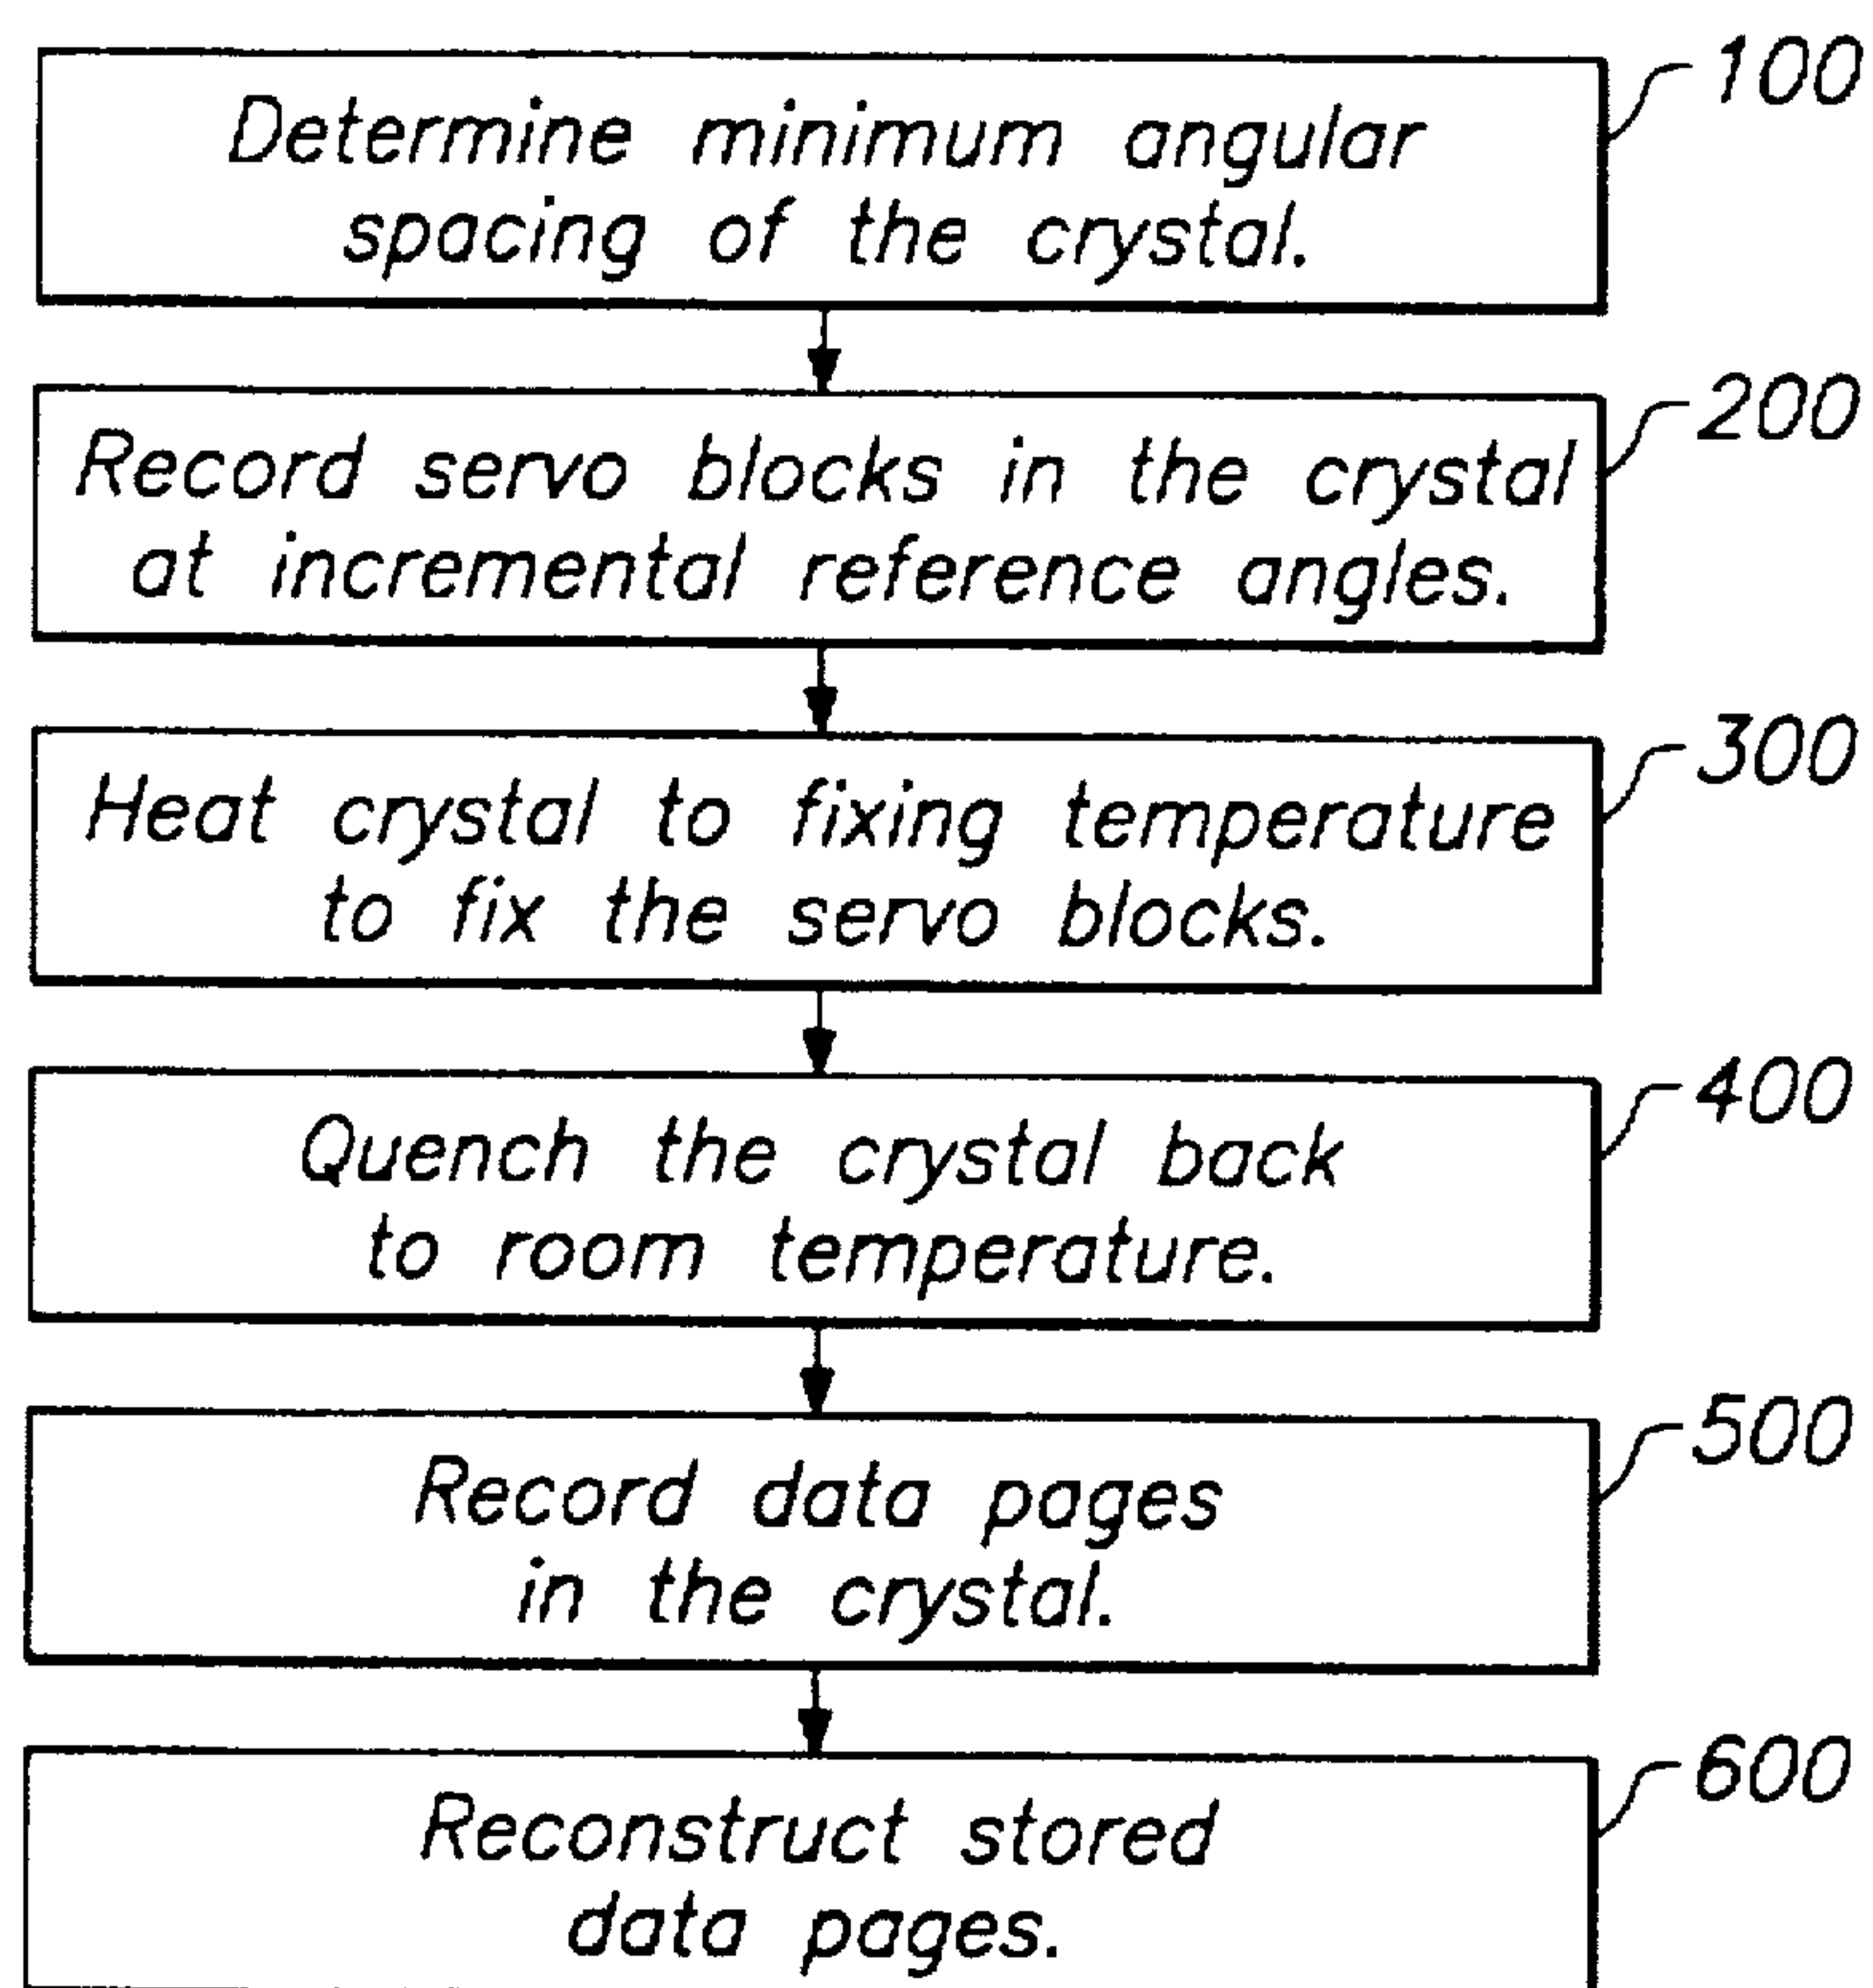 100
Determine minimum angular
spacing of the crystal.
200
Record servo blocks in the crystal
at incremental reference angles.
300
Heat crystal to fixing temperature
to fix the servo blocks.
400
Quench the crystal back
to room temperature.
500
Record data pages
in the crystal.
600
Reconstruct stored
data pages.